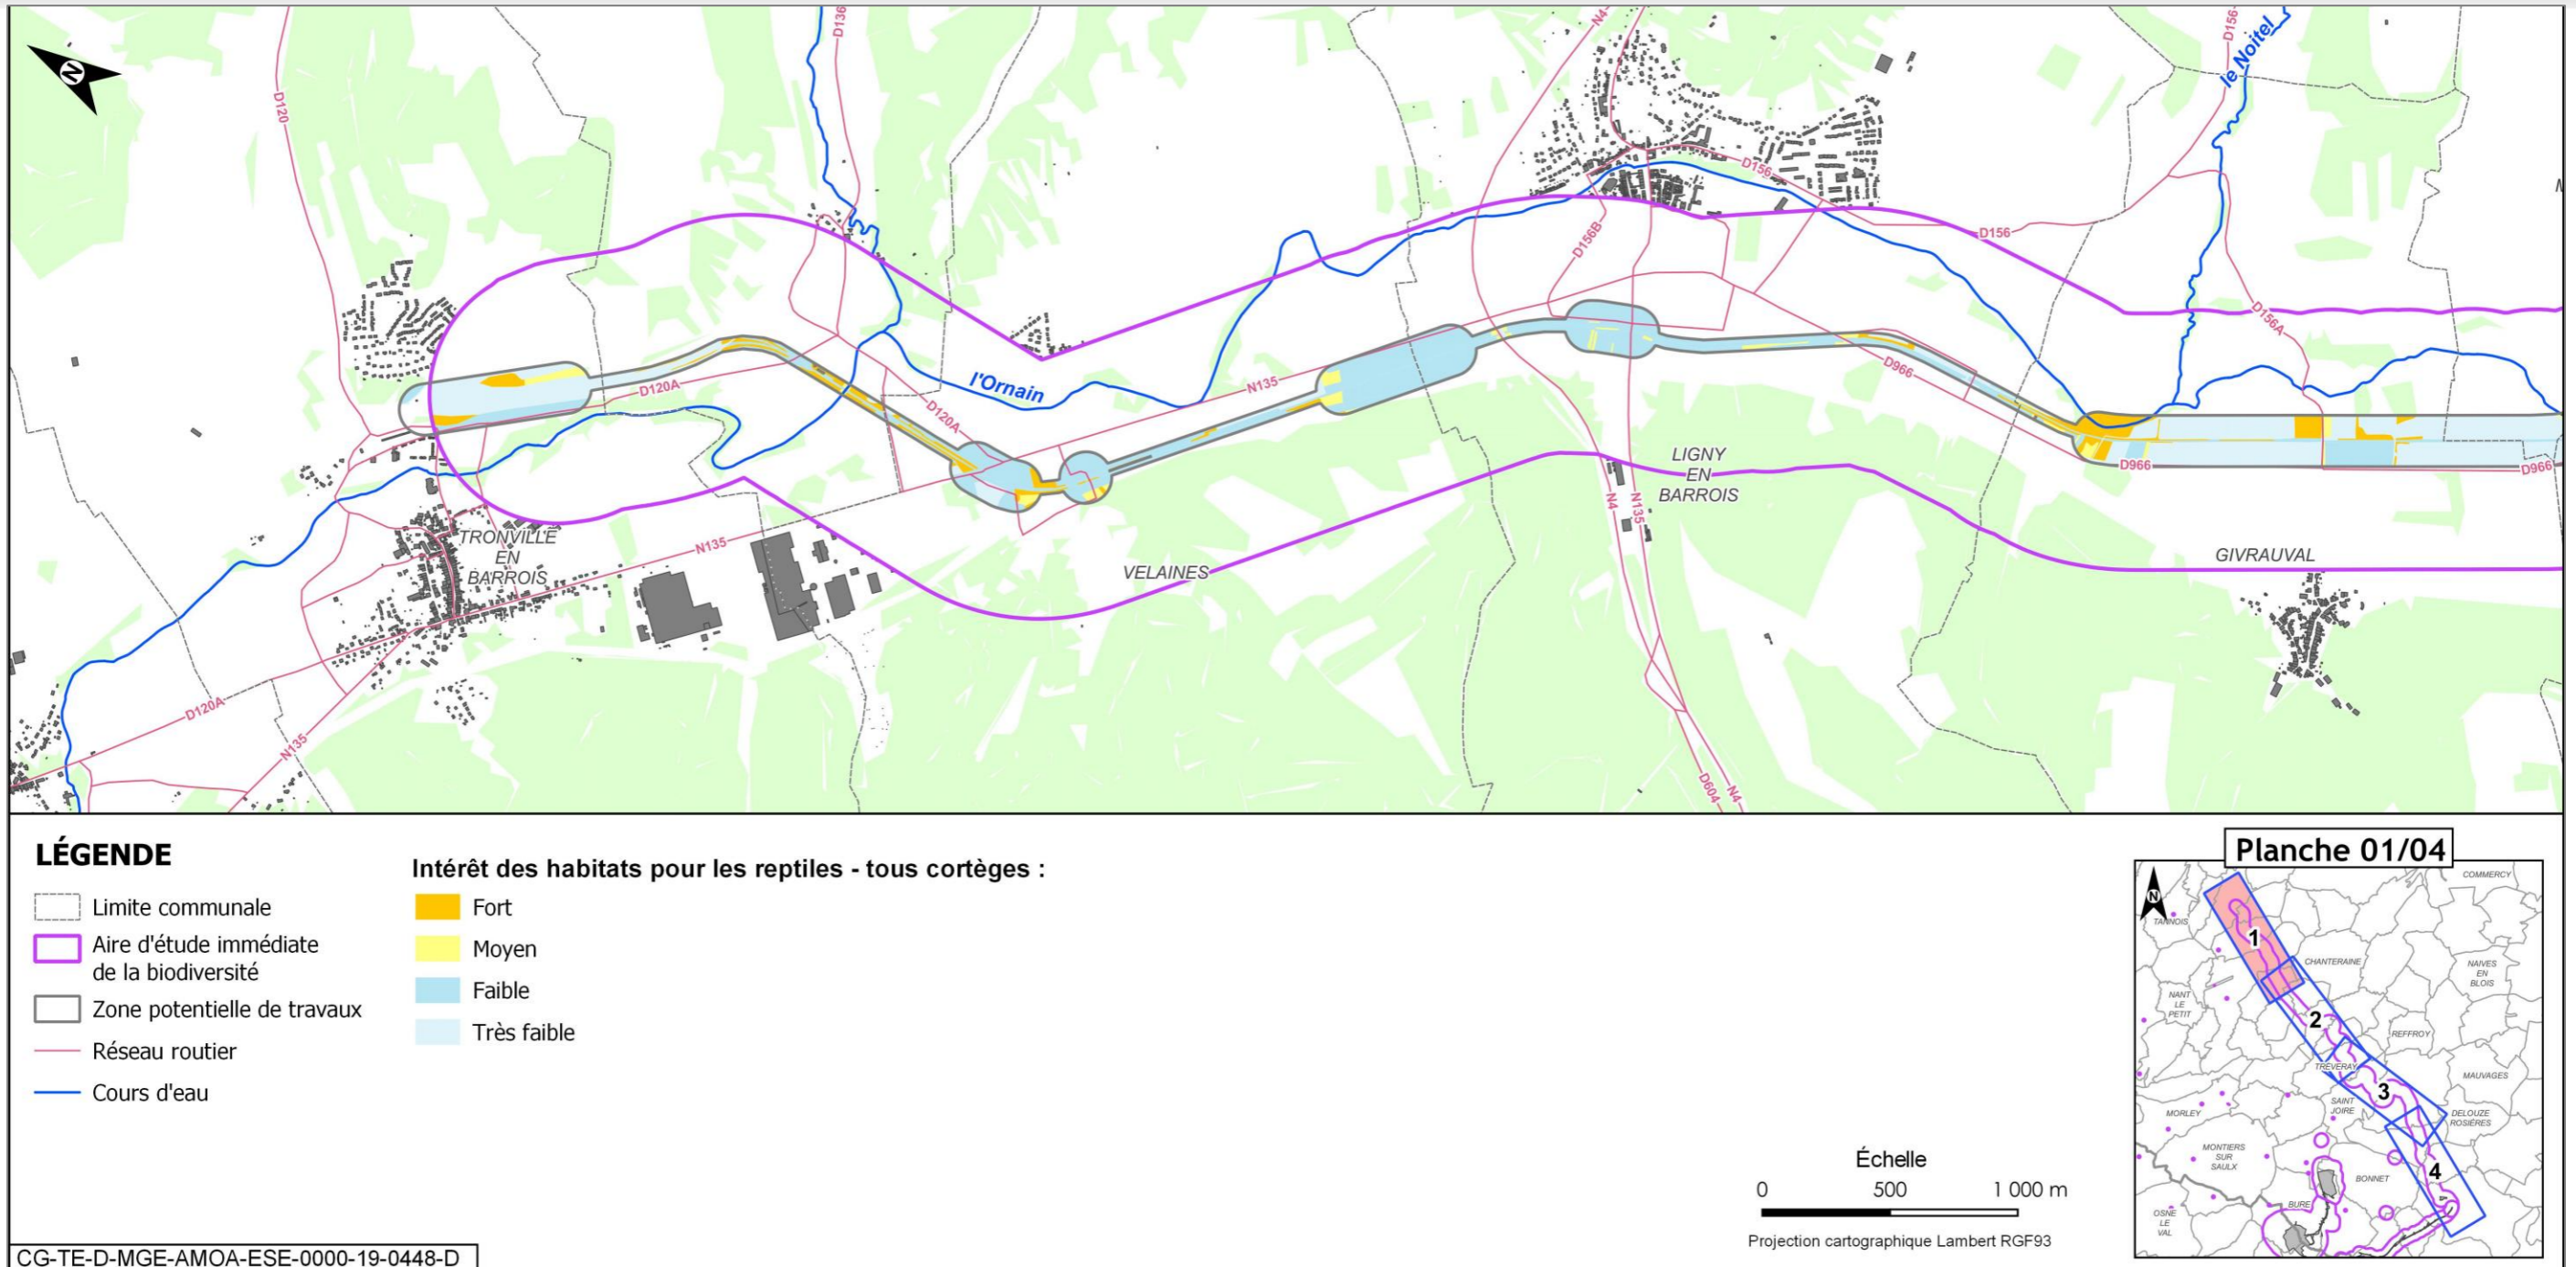 N
D120
D136
N4
D156
le Noitel
D156
D156B
D156
D156A
D120A
l'Ornain
N135
D120A
D966
D966
D966
LIGNY
EN
BARROIS
N4
N135
TRONVILLE
EN
BARROIS
N135
VELAINES
GIVRAUVAL
D120A
N135
D604
N4
LÉGENDE
Limite communale
Aire d'étude immédiate
de la biodiversité
Zone potentielle de travaux
Réseau routier
Cours d'eau
Intérêt des habitats pour les reptiles - tous cortèges :
Fort
Moyen
Faible
Très faible
Échelle
0 500 1 000 m
Projection cartographique Lambert RGF93
Planche 01/04
N
COMMERCY
TANNOIS
1
CHANTERAINE
NAIVES
EN
BLOIS
NANT
LE
PETIT
2
REFFROY
TRÉVERAY
MAUVAGES
3
SAINT
JOIRE
MORLEY
DELOUZE
ROSIÈRES
MONTIERS
SUR
SAULX
4
BONNET
BURE
OSNE
LE
VAL
CG-TE-D-MGE-AMOA-ESE-0000-19-0448-D